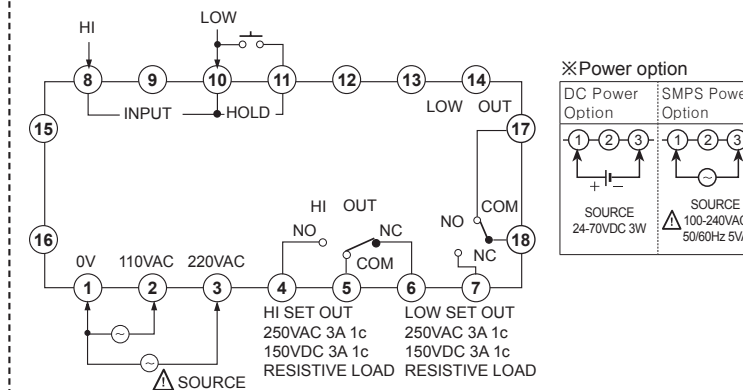 HI
LOW
8 9 10 11 12 13 14
INPUT HOLD
LOW OUT
15
17
16
HI OUT
NO NC
COM
NO COM
NC
18
0V 110VAC 220VAC
1 2 3 4 5 6 7
HI SET OUT
250VAC 3A 1c
150VDC 3A 1c
RESISTIVE LOAD
LOW SET OUT
250VAC 3A 1c
150VDC 3A 1c
RESISTIVE LOAD
SOURCE
※Power option
DC Power
Option
1 2 3
+ −
SOURCE
24-70VDC 3W
SMPS Powe
Option
1 2 3
SOURCE
100-240VAC
50/60Hz 5V